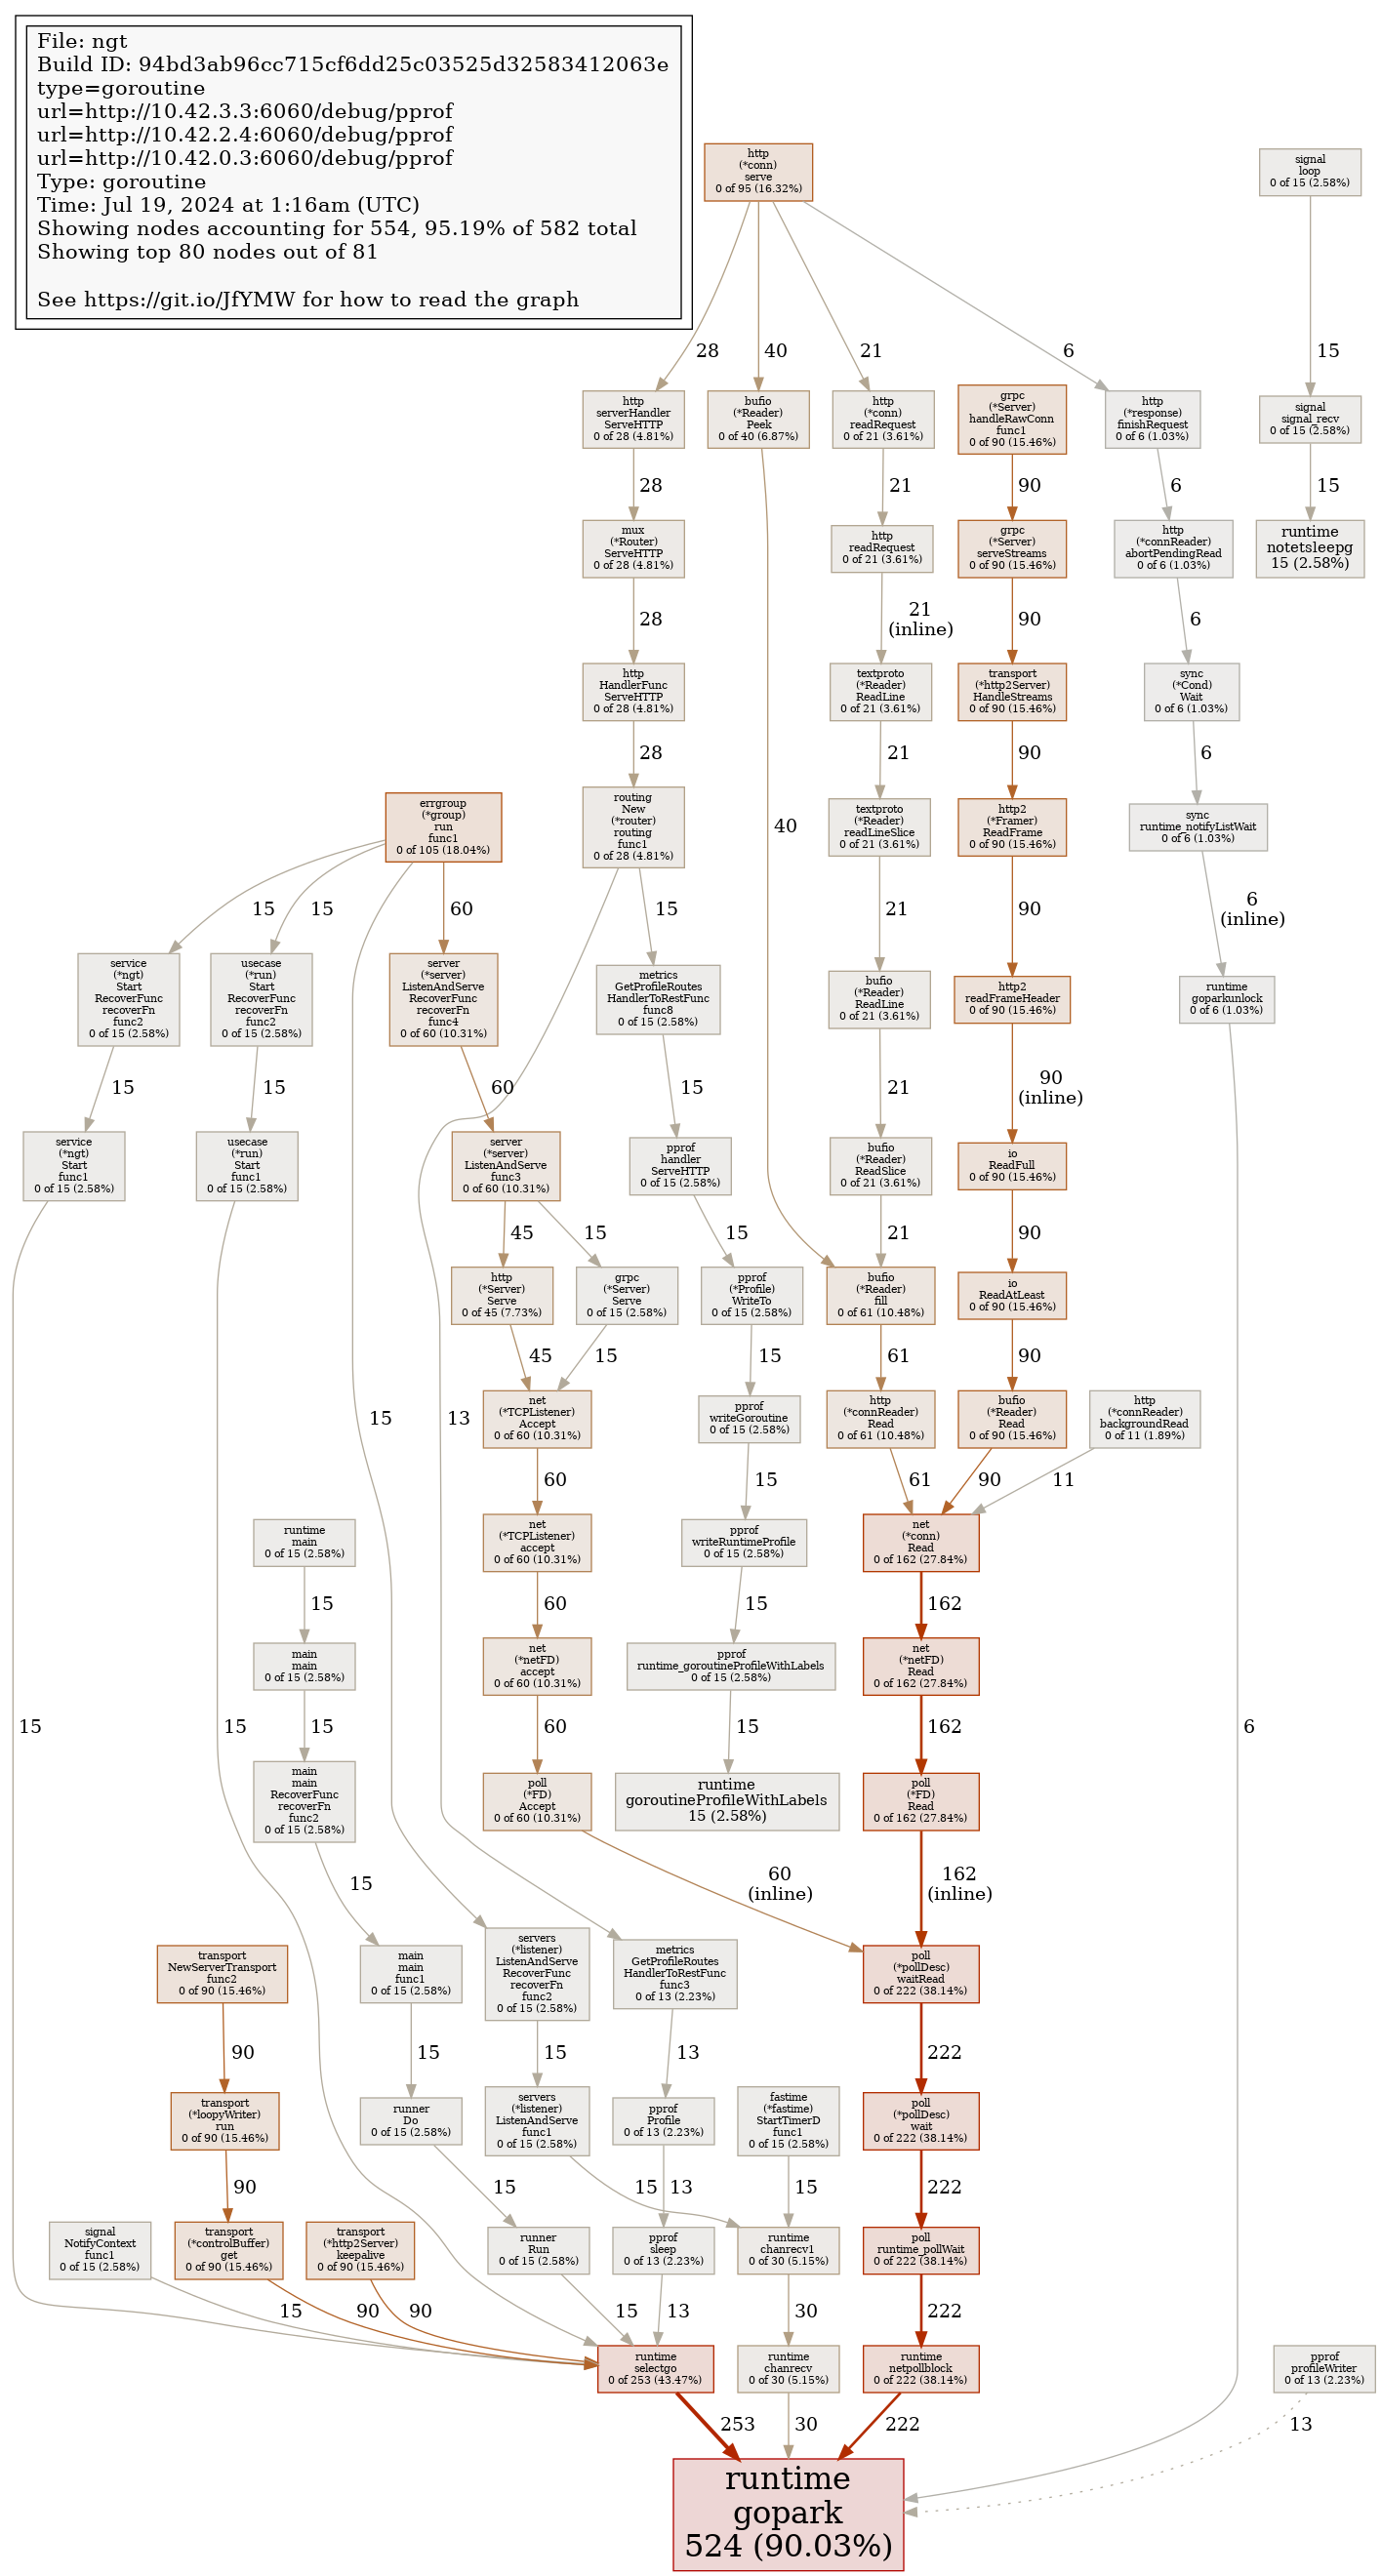 File: ngt
Build ID: 94bd3ab96cc715cf6dd25c03525d32583412063e
type=goroutine
url=http://10.42.3.3:6060/debug/pprof
url=http://10.42.2.4:6060/debug/pprof
url=http://10.42.0.3:6060/debug/pprof
Type: goroutine
Time: Jul 19, 2024 at 1:16am (UTC)
Showing nodes accounting for 554, 95.19% of 582 total
Showing top 80 nodes out of 81
See https://git.io/JfYMW for how to read the graph
http
(*conn)
serve
0 of 95 (16.32%)
signal
loop
0 of 15 (2.58%)
28
40
21
6
15
http
serverHandler
ServeHTTP
0 of 28 (4.81%)
bufio
(*Reader)
Peek
0 of 40 (6.87%)
http
(*conn)
readRequest
0 of 21 (3.61%)
grpc
(*Server)
handleRawConn
func1
0 of 90 (15.46%)
http
(*response)
finishRequest
0 of 6 (1.03%)
signal
signal_recv
0 of 15 (2.58%)
28
21
90
6
15
mux
(*Router)
ServeHTTP
0 of 28 (4.81%)
http
readRequest
0 of 21 (3.61%)
grpc
(*Server)
serveStreams
0 of 90 (15.46%)
http
(*connReader)
abortPendingRead
0 of 6 (1.03%)
runtime
notetsleepg
15 (2.58%)
28
21
(inline)
90
6
http
HandlerFunc
ServeHTTP
0 of 28 (4.81%)
textproto
(*Reader)
ReadLine
0 of 21 (3.61%)
transport
(*http2Server)
HandleStreams
0 of 90 (15.46%)
sync
(*Cond)
Wait
0 of 6 (1.03%)
28
21
90
6
errgroup
(*group)
run
func1
0 of 105 (18.04%)
routing
New
(*router)
routing
func1
0 of 28 (4.81%)
40
textproto
(*Reader)
readLineSlice
0 of 21 (3.61%)
http2
(*Framer)
ReadFrame
0 of 90 (15.46%)
sync
runtime_notifyListWait
0 of 6 (1.03%)
15
15
60
15
21
90
6
(inline)
service
(*ngt)
Start
RecoverFunc
recoverFn
func2
0 of 15 (2.58%)
usecase
(*run)
Start
RecoverFunc
recoverFn
func2
0 of 15 (2.58%)
server
(*server)
ListenAndServe
RecoverFunc
recoverFn
func4
0 of 60 (10.31%)
metrics
GetProfileRoutes
HandlerToRestFunc
func8
0 of 15 (2.58%)
bufio
(*Reader)
ReadLine
0 of 21 (3.61%)
http2
readFrameHeader
0 of 90 (15.46%)
runtime
goparkunlock
0 of 6 (1.03%)
15
15
60
15
21
90
(inline)
service
(*ngt)
Start
func1
0 of 15 (2.58%)
usecase
(*run)
Start
func1
0 of 15 (2.58%)
server
(*server)
ListenAndServe
func3
0 of 60 (10.31%)
pprof
handler
ServeHTTP
0 of 15 (2.58%)
bufio
(*Reader)
ReadSlice
0 of 21 (3.61%)
io
ReadFull
0 of 90 (15.46%)
45
15
15
21
90
http
(*Server)
Serve
0 of 45 (7.73%)
grpc
(*Server)
Serve
0 of 15 (2.58%)
pprof
(*Profile)
WriteTo
0 of 15 (2.58%)
bufio
(*Reader)
fill
0 of 61 (10.48%)
io
ReadAtLeast
0 of 90 (15.46%)
45
15
15
61
90
15
13
net
(*TCPListener)
Accept
0 of 60 (10.31%)
pprof
writeGoroutine
0 of 15 (2.58%)
http
(*connReader)
Read
0 of 61 (10.48%)
bufio
(*Reader)
Read
0 of 90 (15.46%)
http
(*connReader)
backgroundRead
0 of 11 (1.89%)
60
15
61
90
11
runtime
main
0 of 15 (2.58%)
net
(*TCPListener)
accept
0 of 60 (10.31%)
pprof
writeRuntimeProfile
0 of 15 (2.58%)
net
(*conn)
Read
0 of 162 (27.84%)
15
60
15
162
main
main
0 of 15 (2.58%)
net
(*netFD)
accept
0 of 60 (10.31%)
pprof
runtime_goroutineProfileWithLabels
0 of 15 (2.58%)
net
(*netFD)
Read
0 of 162 (27.84%)
15
15
15
60
15
162
6
main
main
RecoverFunc
recoverFn
func2
0 of 15 (2.58%)
poll
(*FD)
Accept
0 of 60 (10.31%)
runtime
goroutineProfileWithLabels
15 (2.58%)
poll
(*FD)
Read
0 of 162 (27.84%)
15
60
(inline)
162
(inline)
transport
NewServerTransport
func2
0 of 90 (15.46%)
main
main
func1
0 of 15 (2.58%)
servers
(*listener)
ListenAndServe
RecoverFunc
recoverFn
func2
0 of 15 (2.58%)
metrics
GetProfileRoutes
HandlerToRestFunc
func3
0 of 13 (2.23%)
poll
(*pollDesc)
waitRead
0 of 222 (38.14%)
90
15
15
13
222
transport
(*loopyWriter)
run
0 of 90 (15.46%)
runner
Do
0 of 15 (2.58%)
servers
(*listener)
ListenAndServe
func1
0 of 15 (2.58%)
pprof
Profile
0 of 13 (2.23%)
fastime
(*fastime)
StartTimerD
func1
0 of 15 (2.58%)
poll
(*pollDesc)
wait
0 of 222 (38.14%)
90
15
15
13
15
222
signal
NotifyContext
func1
0 of 15 (2.58%)
transport
(*controlBuffer)
get
0 of 90 (15.46%)
transport
(*http2Server)
keepalive
0 of 90 (15.46%)
runner
Run
0 of 15 (2.58%)
pprof
sleep
0 of 13 (2.23%)
runtime
chanrecv1
0 of 30 (5.15%)
poll
runtime_pollWait
0 of 222 (38.14%)
15
90
90
15
13
30
222
runtime
selectgo
0 of 253 (43.47%)
runtime
chanrecv
0 of 30 (5.15%)
runtime
netpollblock
0 of 222 (38.14%)
pprof
profileWriter
0 of 13 (2.23%)
253
30
222
13
runtime
gopark
524 (90.03%)